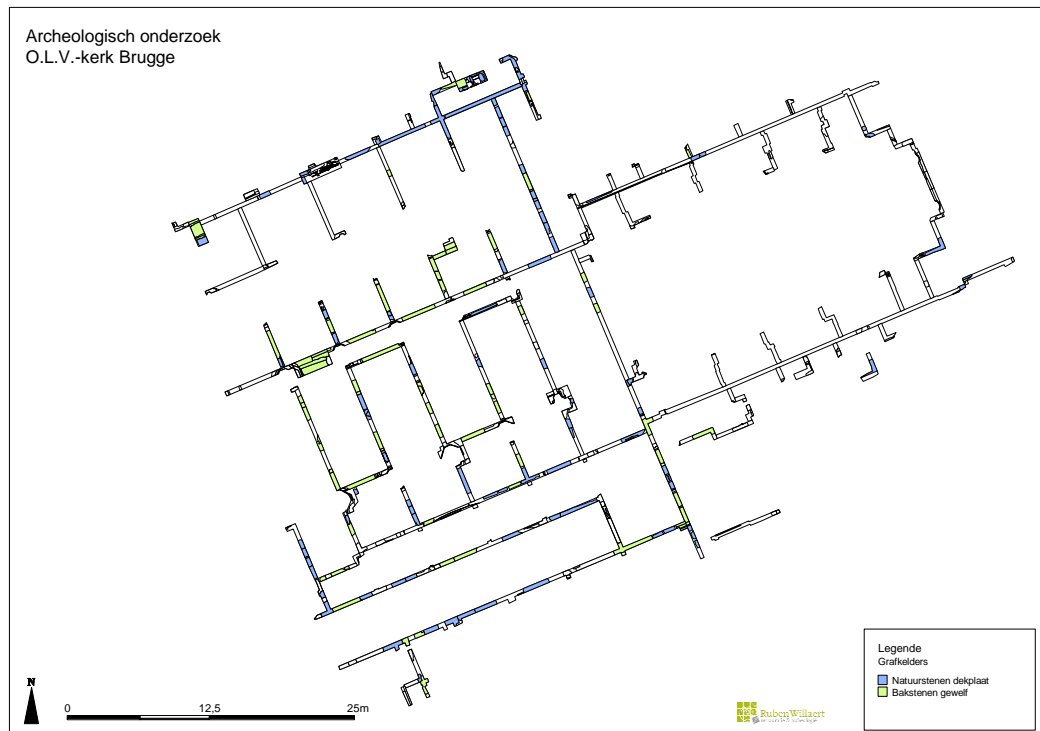 Archeologisch onderzoek
O.L.V.-kerk Brugge
N
0 12,5 25m
RubenWillaert
Legende
Grafkelders
Natuurstenen dekplaat
Bakstenen gewelf